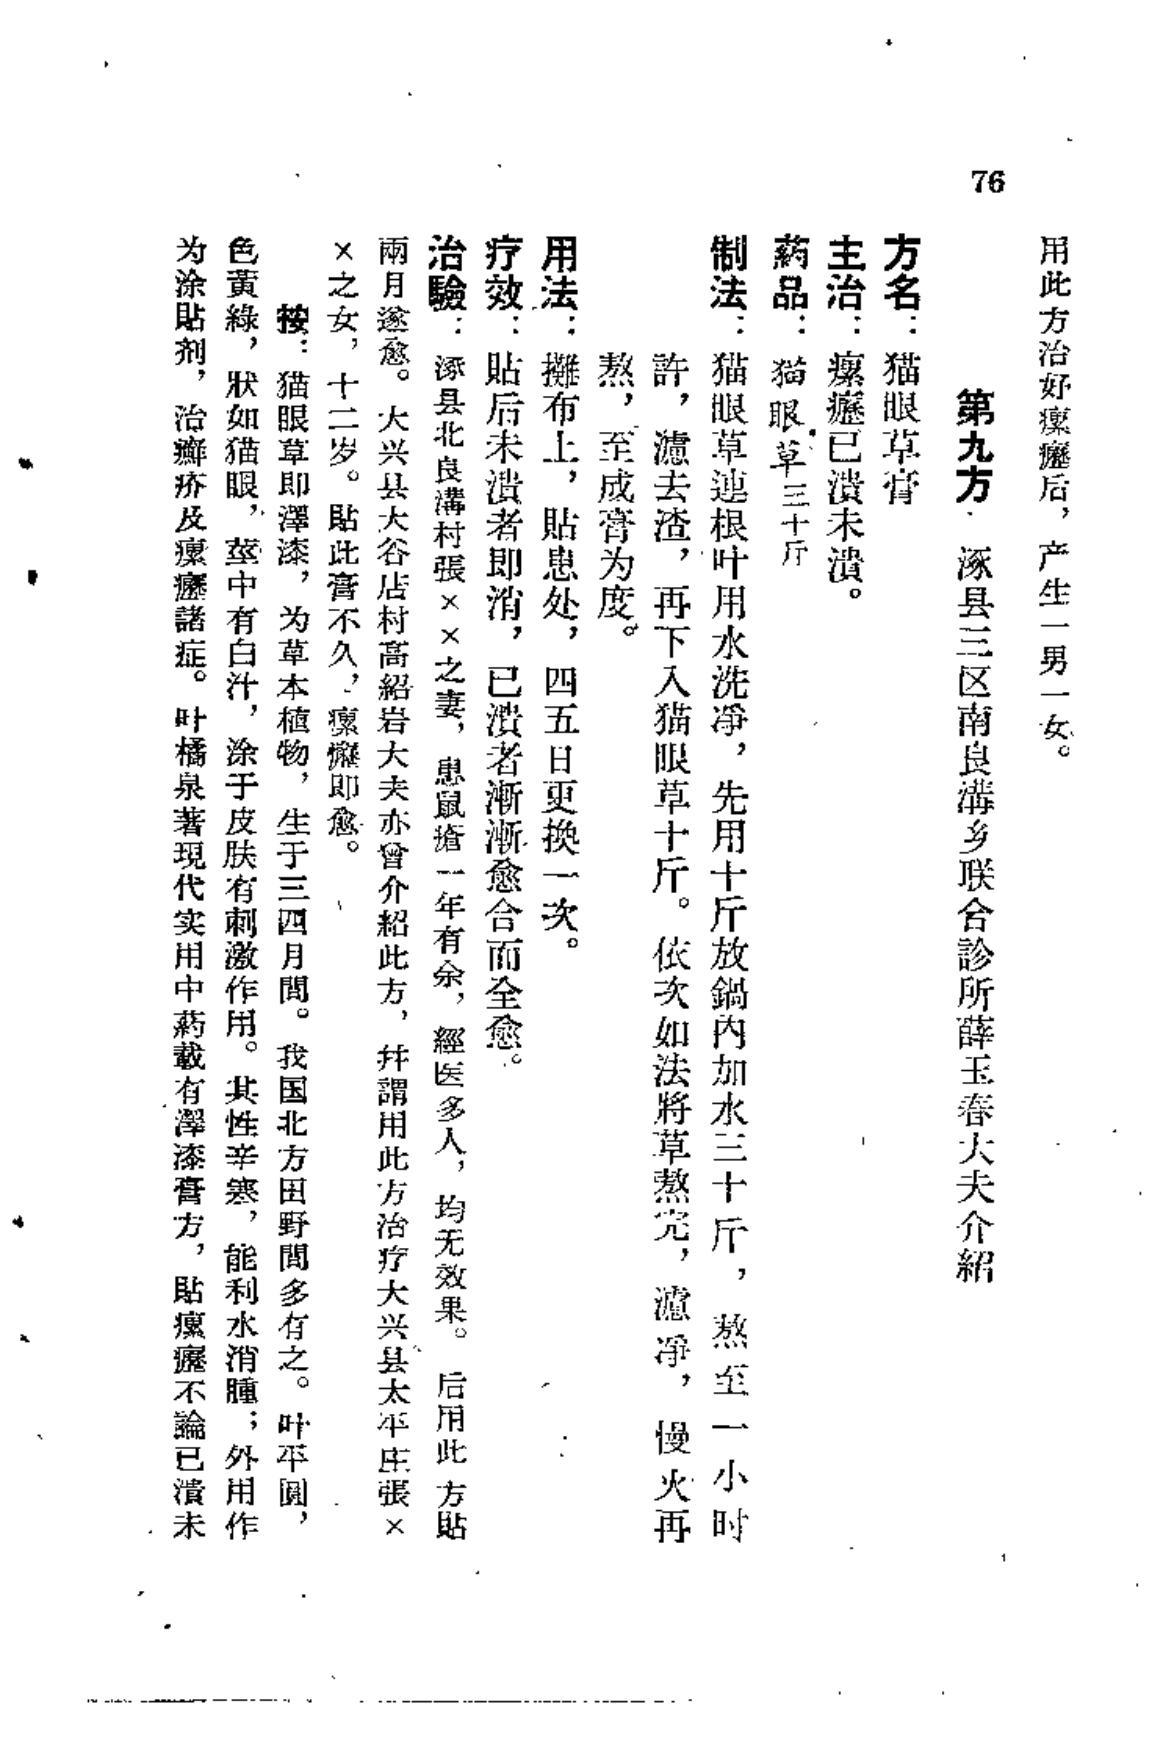 76
用此方治好瘰癧后，产生一男一女。
第九方 涿县三区南良溝乡联合診所薛玉春大夫介紹
方名：猫眼草膏
主治：瘰癧已潰未潰。
葯品：猫眼草三十斤
制法：猫眼草連根叶用水洗淨，先用十斤放鍋内加水三十斤，熬至一小时
許，濾去渣，再下入猫眼草十斤。依次如法將草熬完，濾淨，慢火再
熬，至成膏为度。
用法：攤布上，貼患处，四五日更換一次。
疗效：貼后未潰者即消，已潰者漸漸愈合而全愈。
治驗：涿县北良溝村張××之妻，患鼠瘡一年有余，經医多人，均无效果。后用此方貼
兩月遂愈。大兴县大谷店村高紹岩大夫亦曾介紹此方，幷謂用此方治疗大兴县太平庄張×
×之女，十二岁。貼此膏不久，瘰癧即愈。
按：猫眼草即澤漆，为草本植物，生于三四月間。我国北方田野間多有之。叶平圓，
色黃綠，狀如猫眼，莖中有白汁，涂于皮肤有刺激作用。其性辛寒，能利水消腫；外用作
为涂貼剂，治癬疥及瘰癧諸症。叶橘泉著現代实用中葯載有澤漆膏方，貼瘰癧不論已潰未